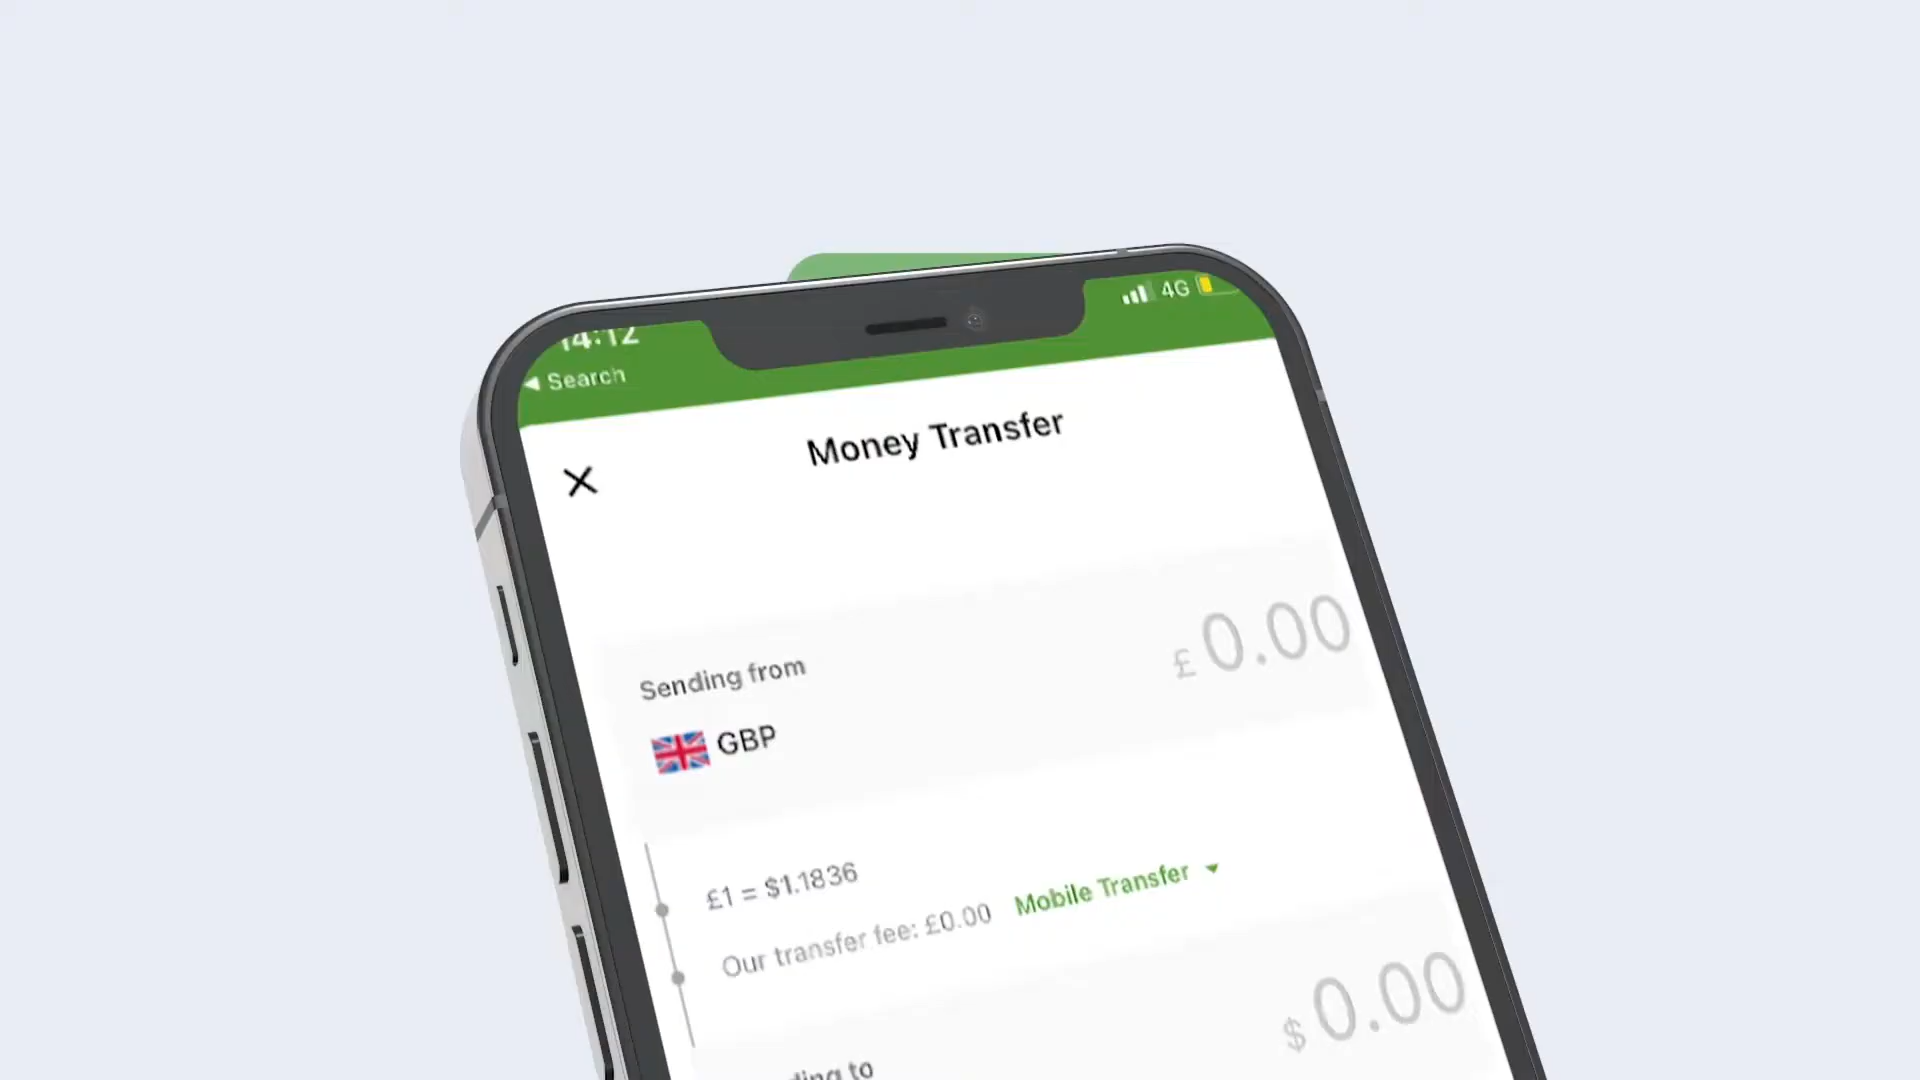 14:12
4G
◀ Search
Money Transfer
Sending from
£0.00
GBP
£1 = $1.1836
Our transfer fee: £0.00 Mobile Transfer
$0.00
to